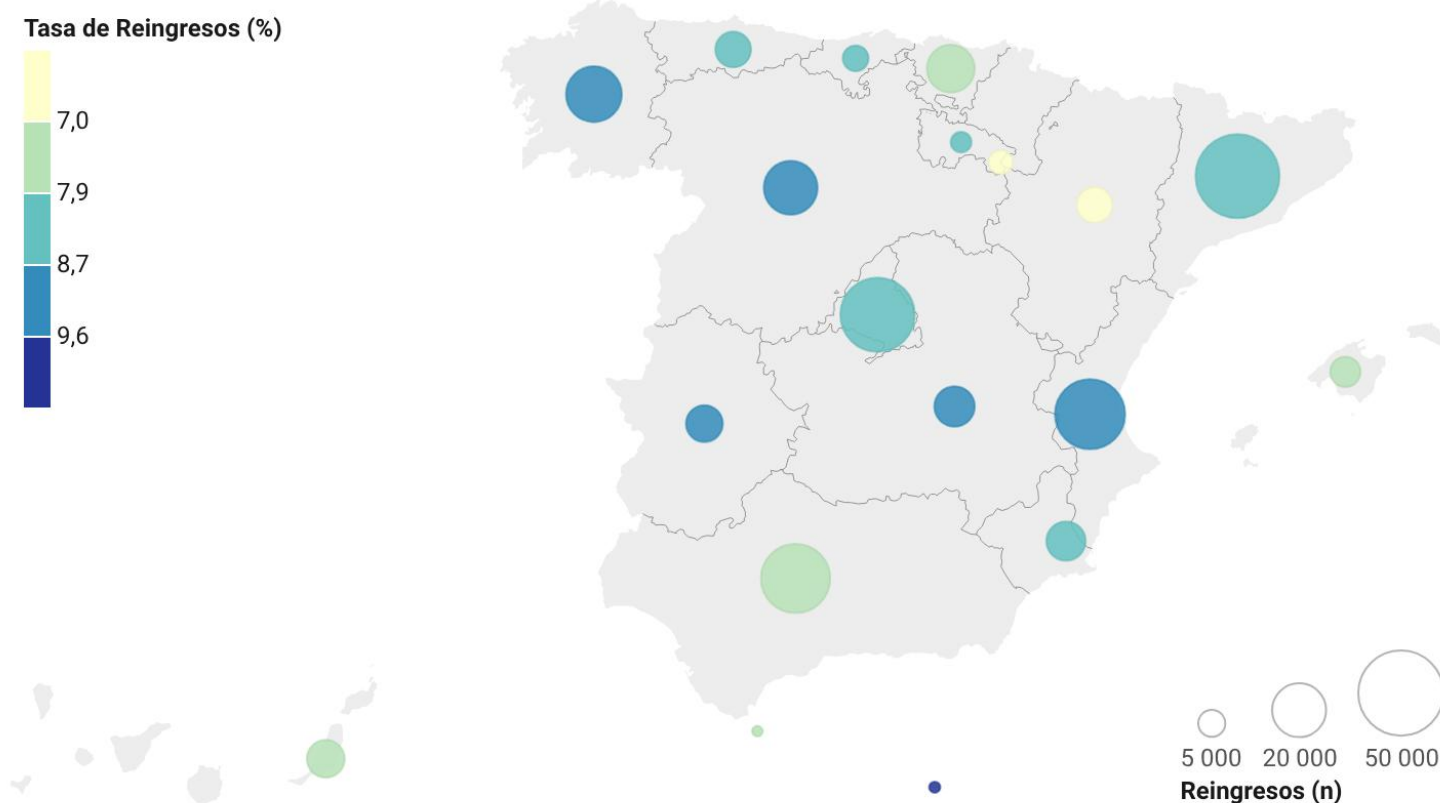 Tasa de Reingresos (%)
7,0
7,9
8,7
9,6
5 000 20 000 50 000
Reingresos (n)